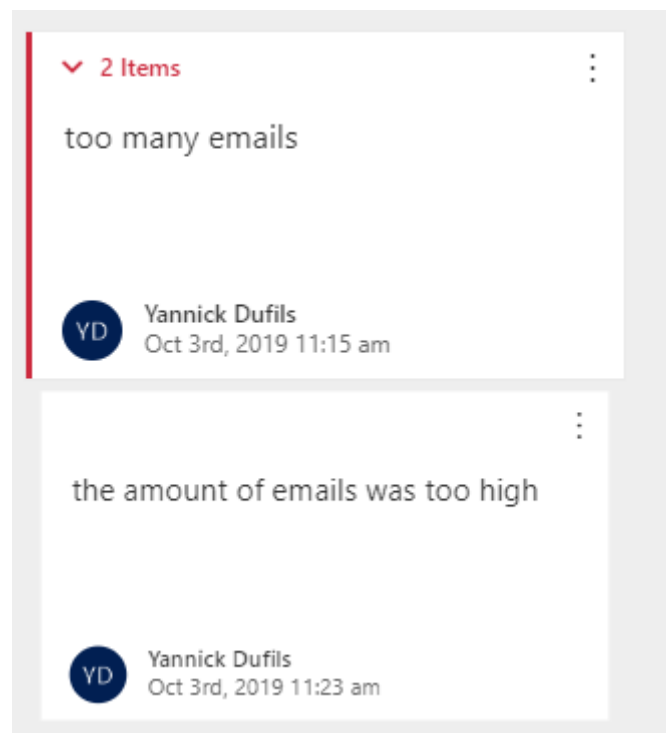 2 Items
too many emails
YD
Yannick Dufils
Oct 3rd, 2019 11:15 am
the amount of emails was too high
YD
Yannick Dufils
Oct 3rd, 2019 11:23 am